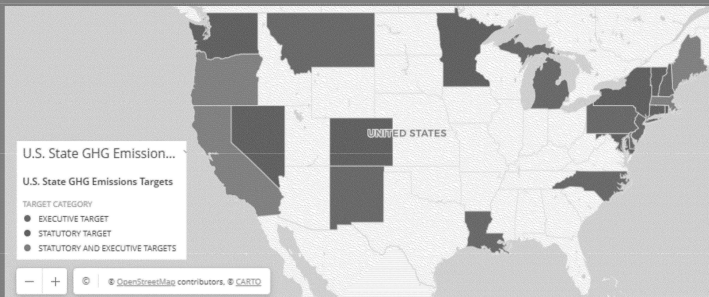 UNITED STATES
U.S. State GHG Emission...
U.S. State GHG Emissions Targets
TARGET CATEGORY
EXECUTIVE TARGET
STATUTORY TARGET
STATUTORY AND EXECUTIVE TARGETS
− + © © OpenStreetMap contributors, © CARTO